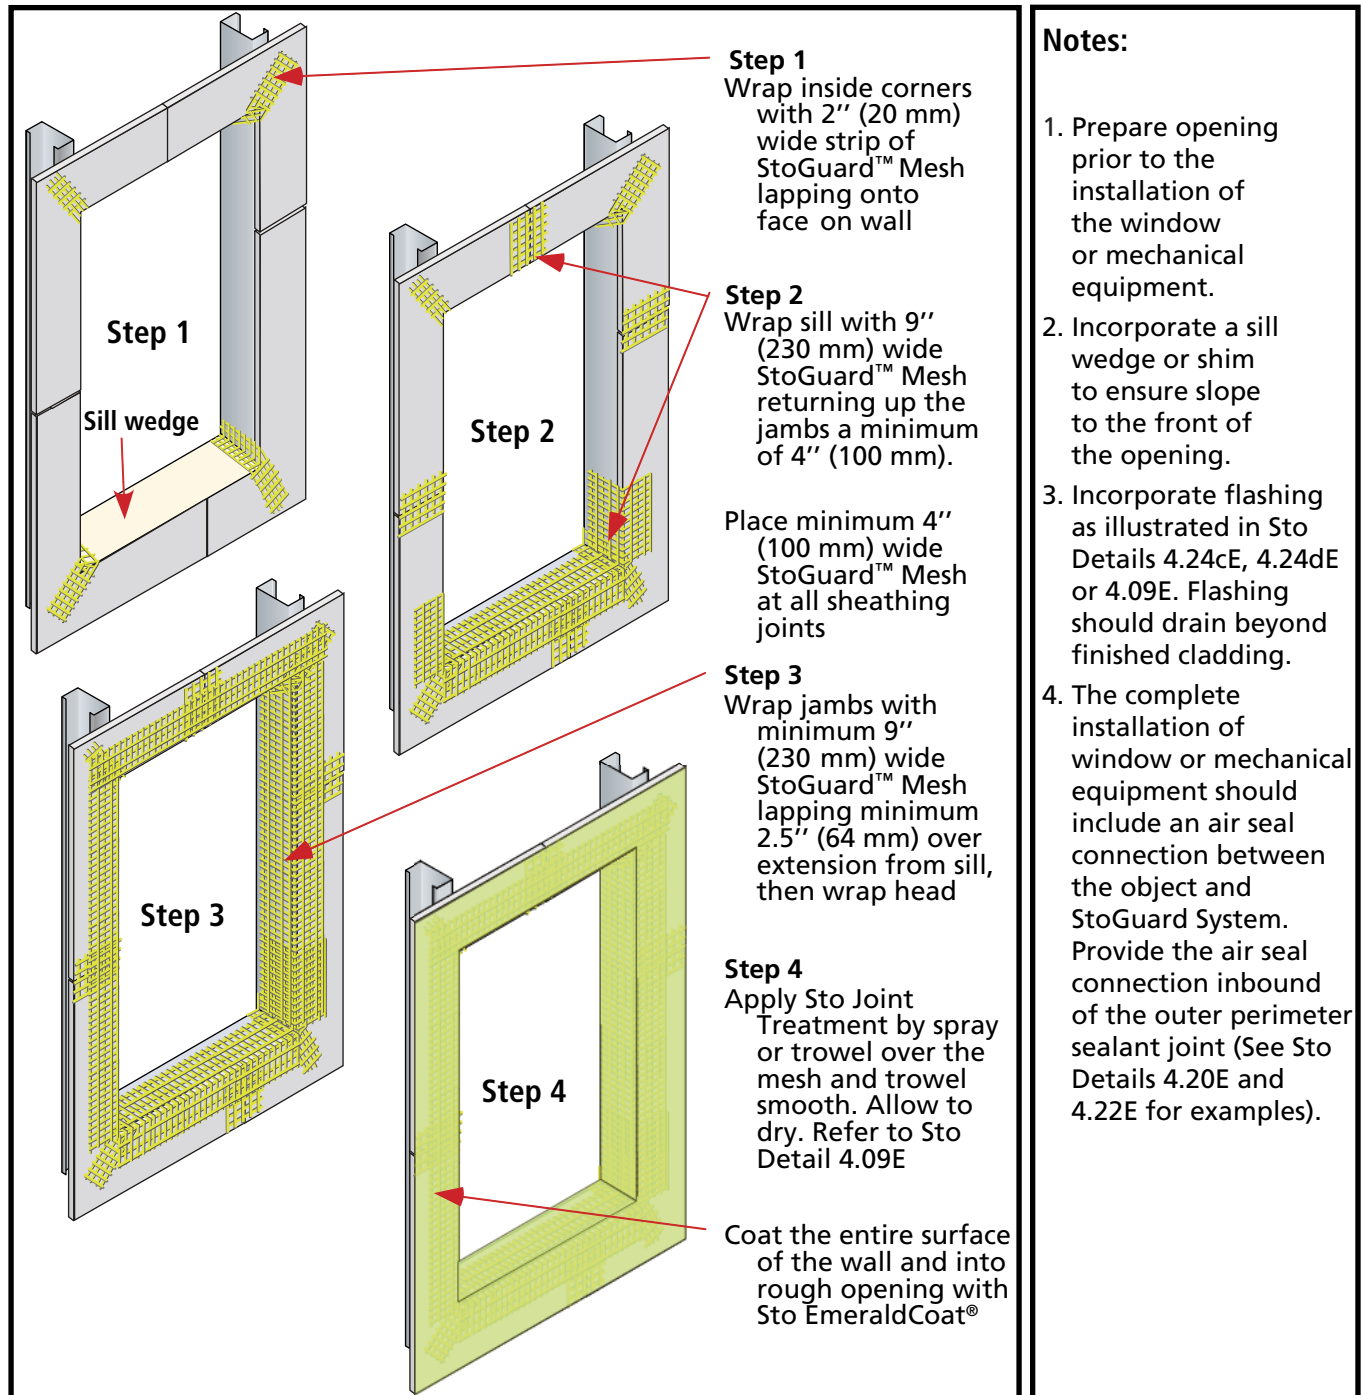 Step 1
Wrap inside corners
with 2'' (20 mm)
wide strip of
StoGuard™ Mesh
lapping onto
face on wall
Step 2
Wrap sill with 9''
(230 mm) wide
StoGuard™ Mesh
returning up the
jambs a minimum
of 4'' (100 mm).
Place minimum 4''
(100 mm) wide
StoGuard™ Mesh
at all sheathing
joints
Step 3
Wrap jambs with
minimum 9''
(230 mm) wide
StoGuard™ Mesh
lapping minimum
2.5'' (64 mm) over
extension from sill,
then wrap head
Step 4
Apply Sto Joint
Treatment by spray
or trowel over the
mesh and trowel
smooth. Allow to
dry. Refer to Sto
Detail 4.09E
Coat the entire surface
of the wall and into
rough opening with
Sto EmeraldCoat®
Step 1
Sill wedge
Step 2
Step 3
Step 4
Notes:
1. Prepare opening
prior to the
installation of
the window
or mechanical
equipment.
2. Incorporate a sill
wedge or shim
to ensure slope
to the front of
the opening.
3. Incorporate flashing
as illustrated in Sto
Details 4.24cE, 4.24dE
or 4.09E. Flashing
should drain beyond
finished cladding.
4. The complete
installation of
window or mechanical
equipment should
include an air seal
connection between
the object and
StoGuard System.
Provide the air seal
connection inbound
of the outer perimeter
sealant joint (See Sto
Details 4.20E and
4.22E for examples).